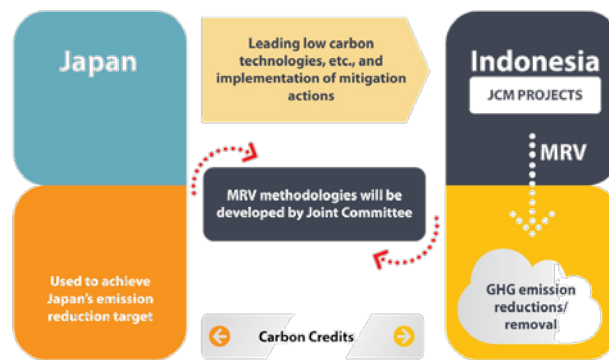 Japan
Leading low carbon
technologies, etc., and
implementation of mitigation
actions
Indonesia
JCM PROJECTS
MRV
MRV methodologies will be
developed by Joint Committee
Used to achieve
Japan's emission
reduction target
GHG emission
reductions/
removal
Carbon Credits